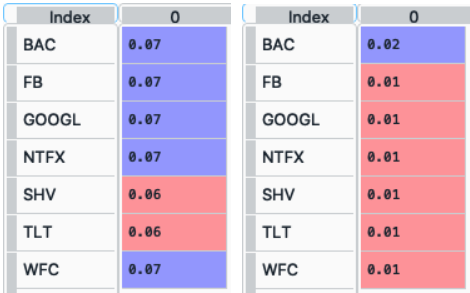 Index 0
BAC 0.07
FB 0.07
GOOGL 0.07
NTFX 0.07
SHV 0.06
TLT 0.06
WFC 0.07
Index 0
BAC 0.02
FB 0.01
GOOGL 0.01
NTFX 0.01
SHV 0.01
TLT 0.01
WFC 0.01